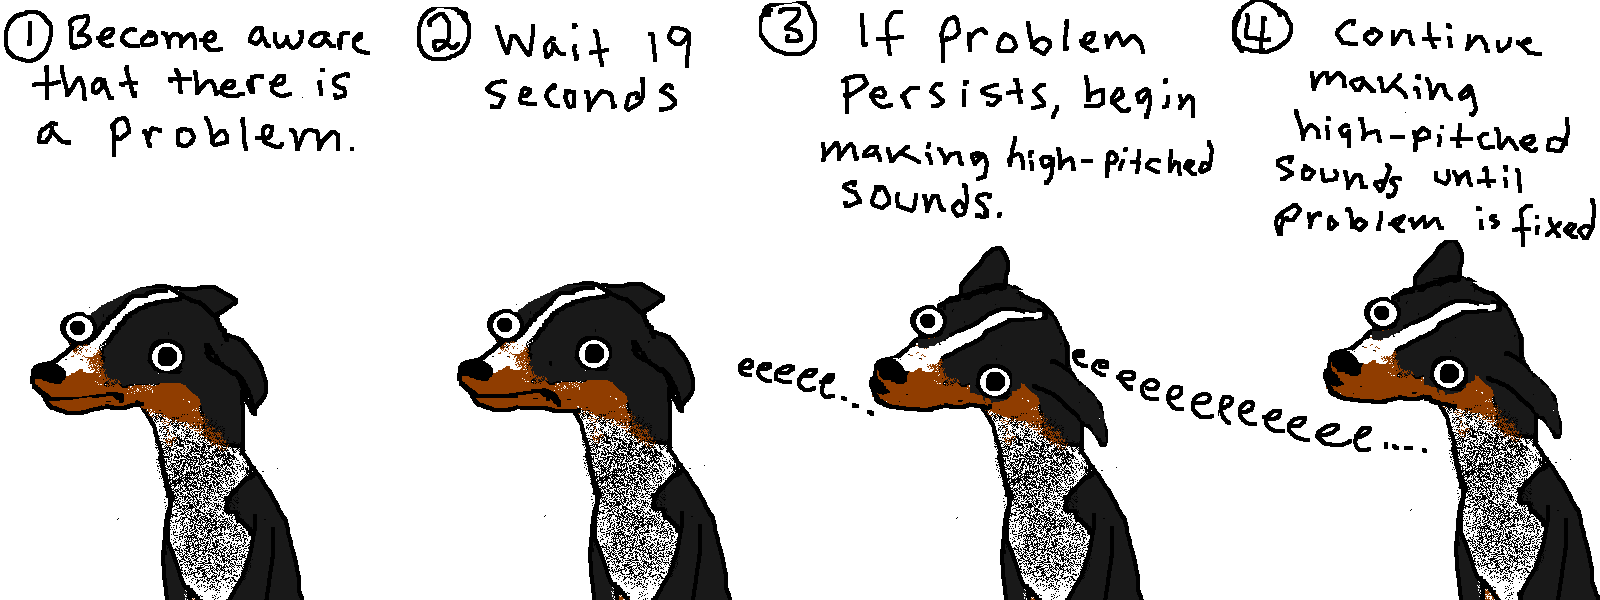 ① Become aware
that there is
a problem.
② Wait 19
seconds
③ If Problem
Persists, begin
making high-pitched
sounds.
④ Continue
making
high-pitched
sounds until
problem is fixed
eeeee...
eeeeeeeeeeeee....